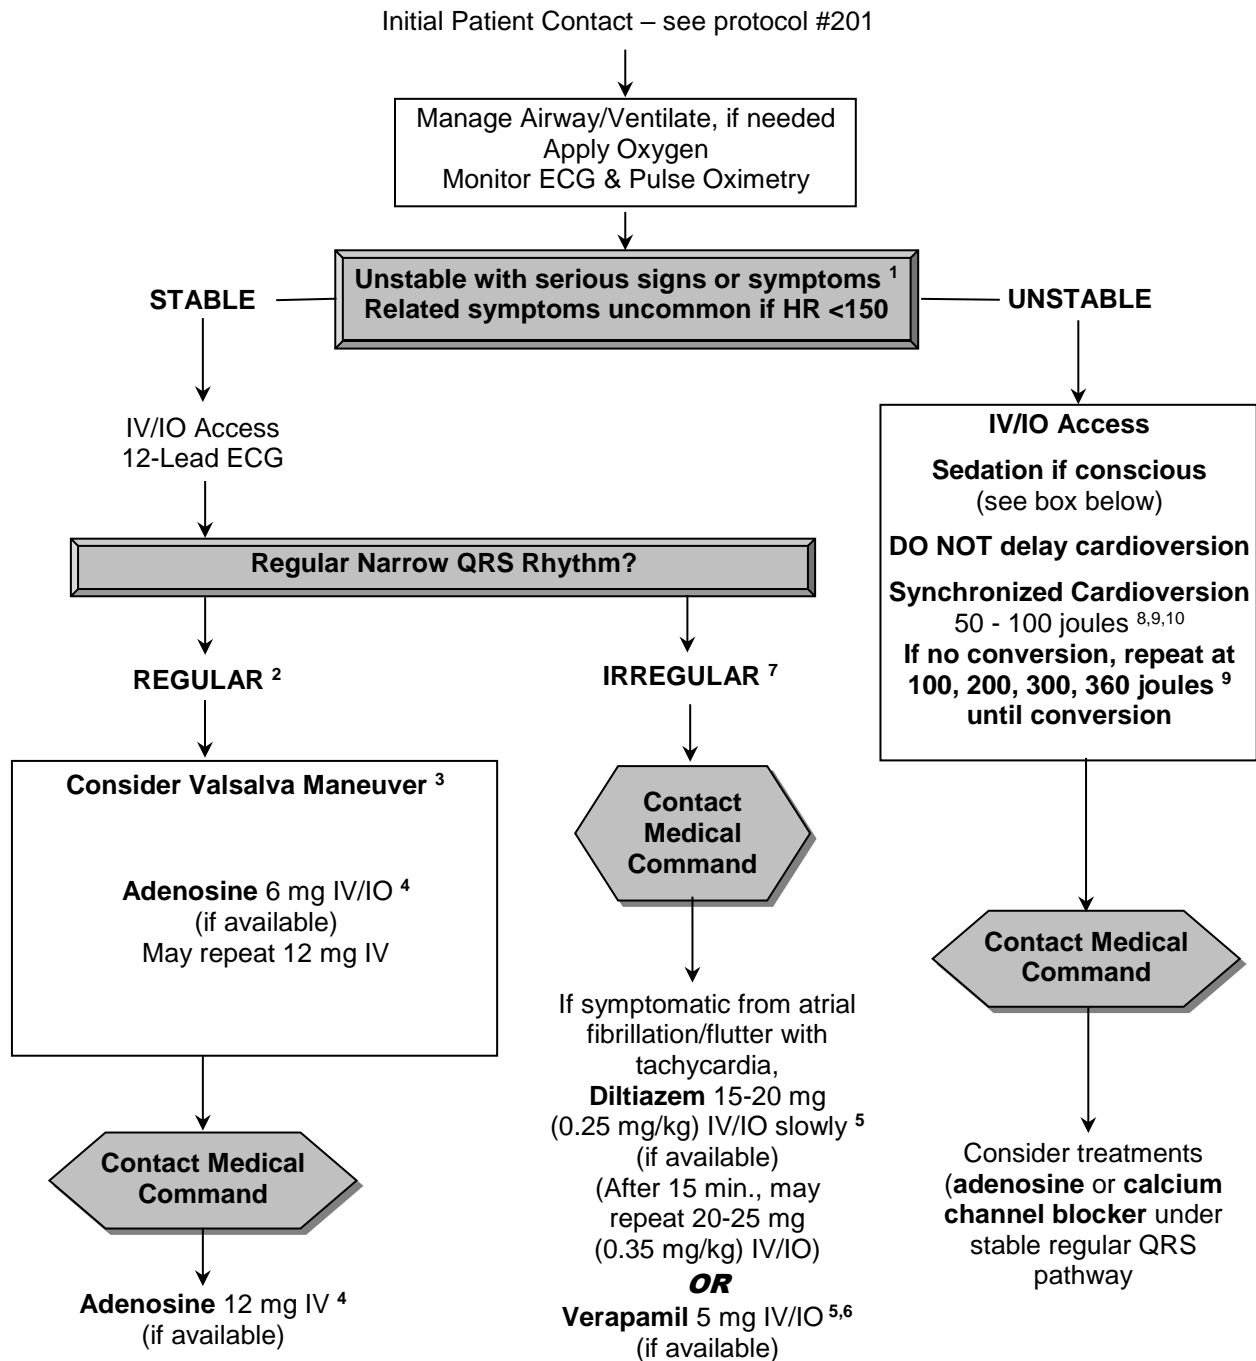 Initial Patient Contact – see protocol #201
Manage Airway/Ventilate, if needed
Apply Oxygen
Monitor ECG & Pulse Oximetry
Unstable with serious signs or symptoms 1
Related symptoms uncommon if HR <150
STABLE
UNSTABLE
IV/IO Access
12-Lead ECG
Regular Narrow QRS Rhythm?
REGULAR 2
Consider Valsalva Maneuver 3
Adenosine 6 mg IV/IO 4
(if available)
May repeat 12 mg IV
Contact Medical
Command
Adenosine 12 mg IV 4
(if available)
IRREGULAR 7
Contact
Medical
Command
If symptomatic from atrial
fibrillation/flutter with
tachycardia,
Diltiazem 15-20 mg
(0.25 mg/kg) IV/IO slowly 5
(if available)
(After 15 min., may
repeat 20-25 mg
(0.35 mg/kg) IV/IO)
OR
Verapamil 5 mg IV/IO 5,6
(if available)
IV/IO Access
Sedation if conscious
(see box below)
DO NOT delay cardioversion
Synchronized Cardioversion
50 - 100 joules 8,9,10
If no conversion, repeat at
100, 200, 300, 360 joules 9
until conversion
Contact Medical
Command
Consider treatments
(adenosine or calcium
channel blocker under
stable regular QRS
pathway